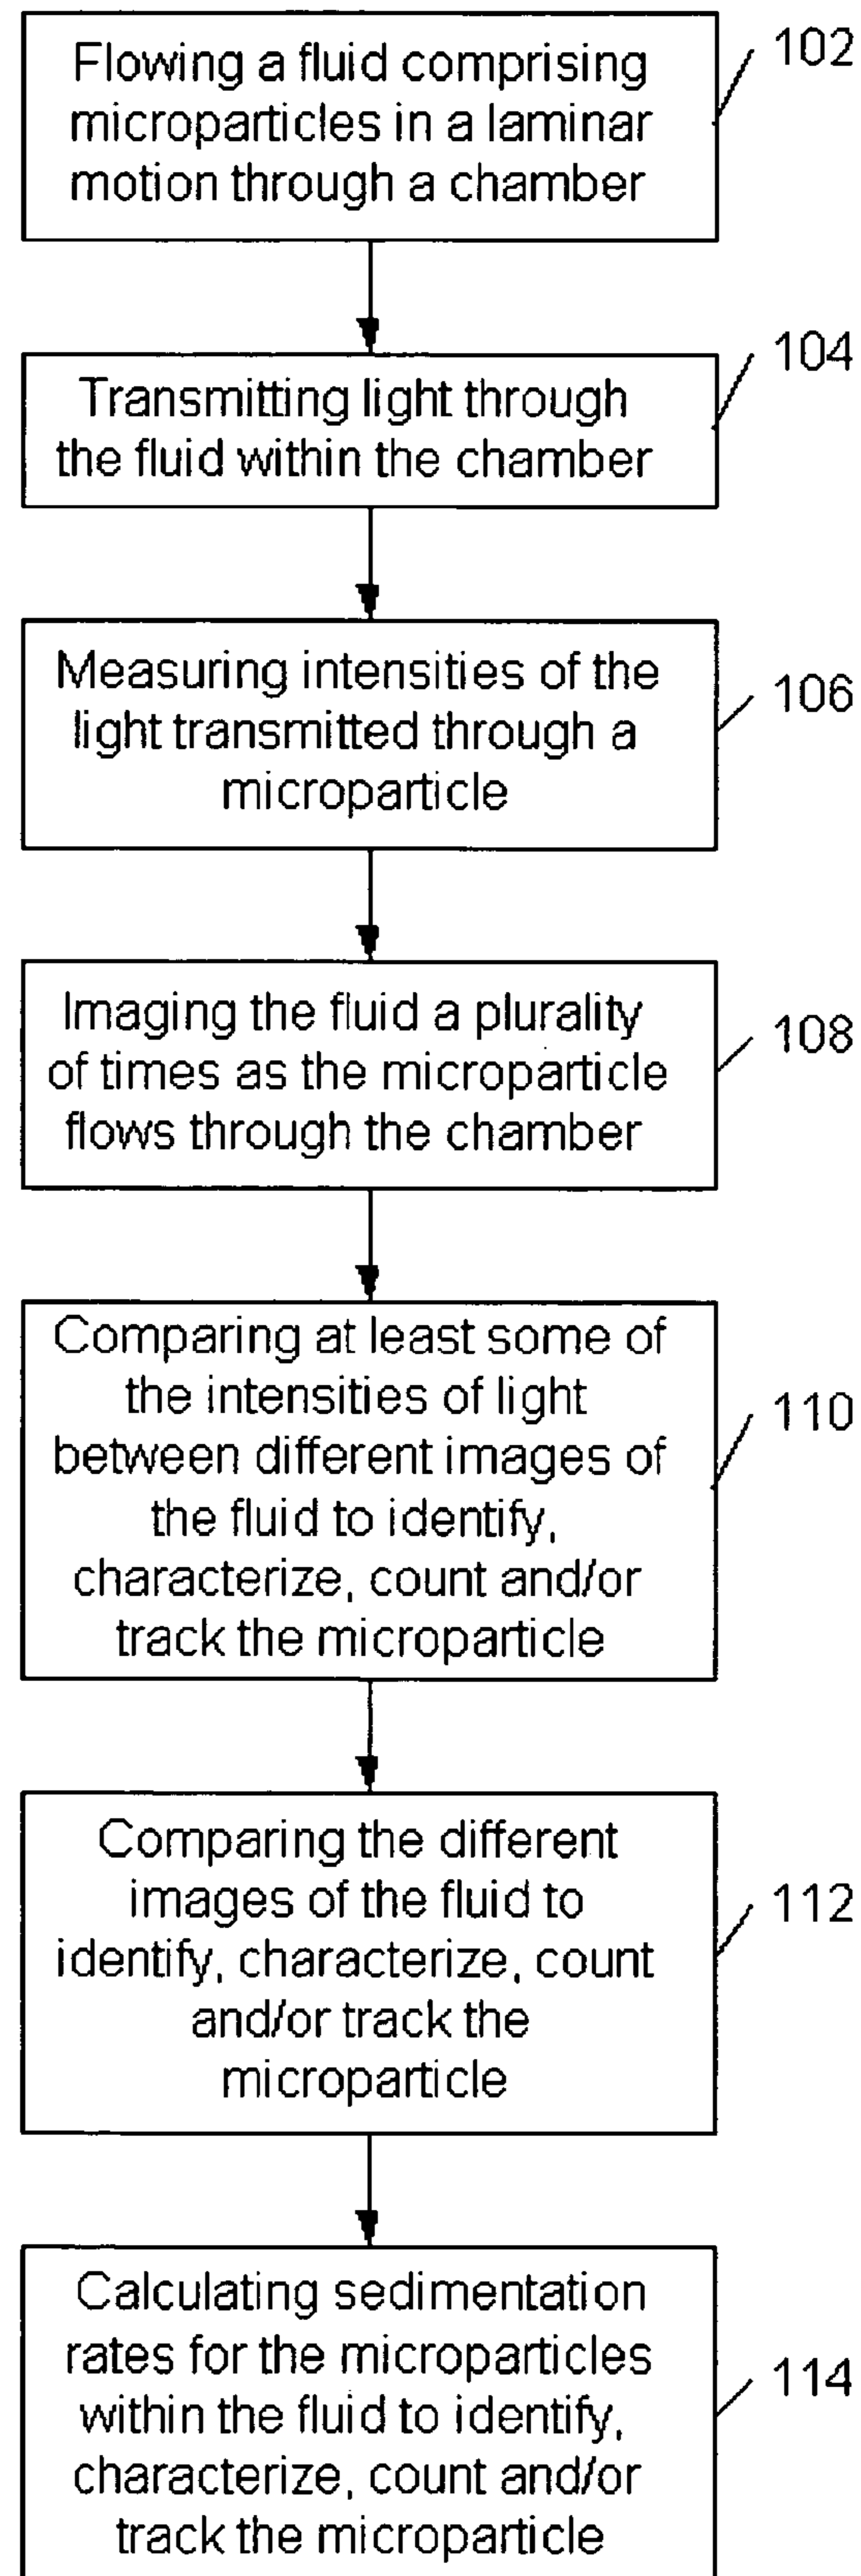 Flowing a fluid comprising
microparticles in a laminar
motion through a chamber
102
Transmitting light through
the fluid within the chamber
104
Measuring intensities of the
light transmitted through a
microparticle
106
Imaging the fluid a plurality
of times as the microparticle
flows through the chamber
108
Comparing at least some of
the intensities of light
between different images of
the fluid to identify,
characterize, count and/or
track the microparticle
110
Comparing the different
images of the fluid to
identify, characterize, count
and/or track the
microparticle
112
Calculating sedimentation
rates for the microparticles
within the fluid to identify,
characterize, count and/or
track the microparticle
114